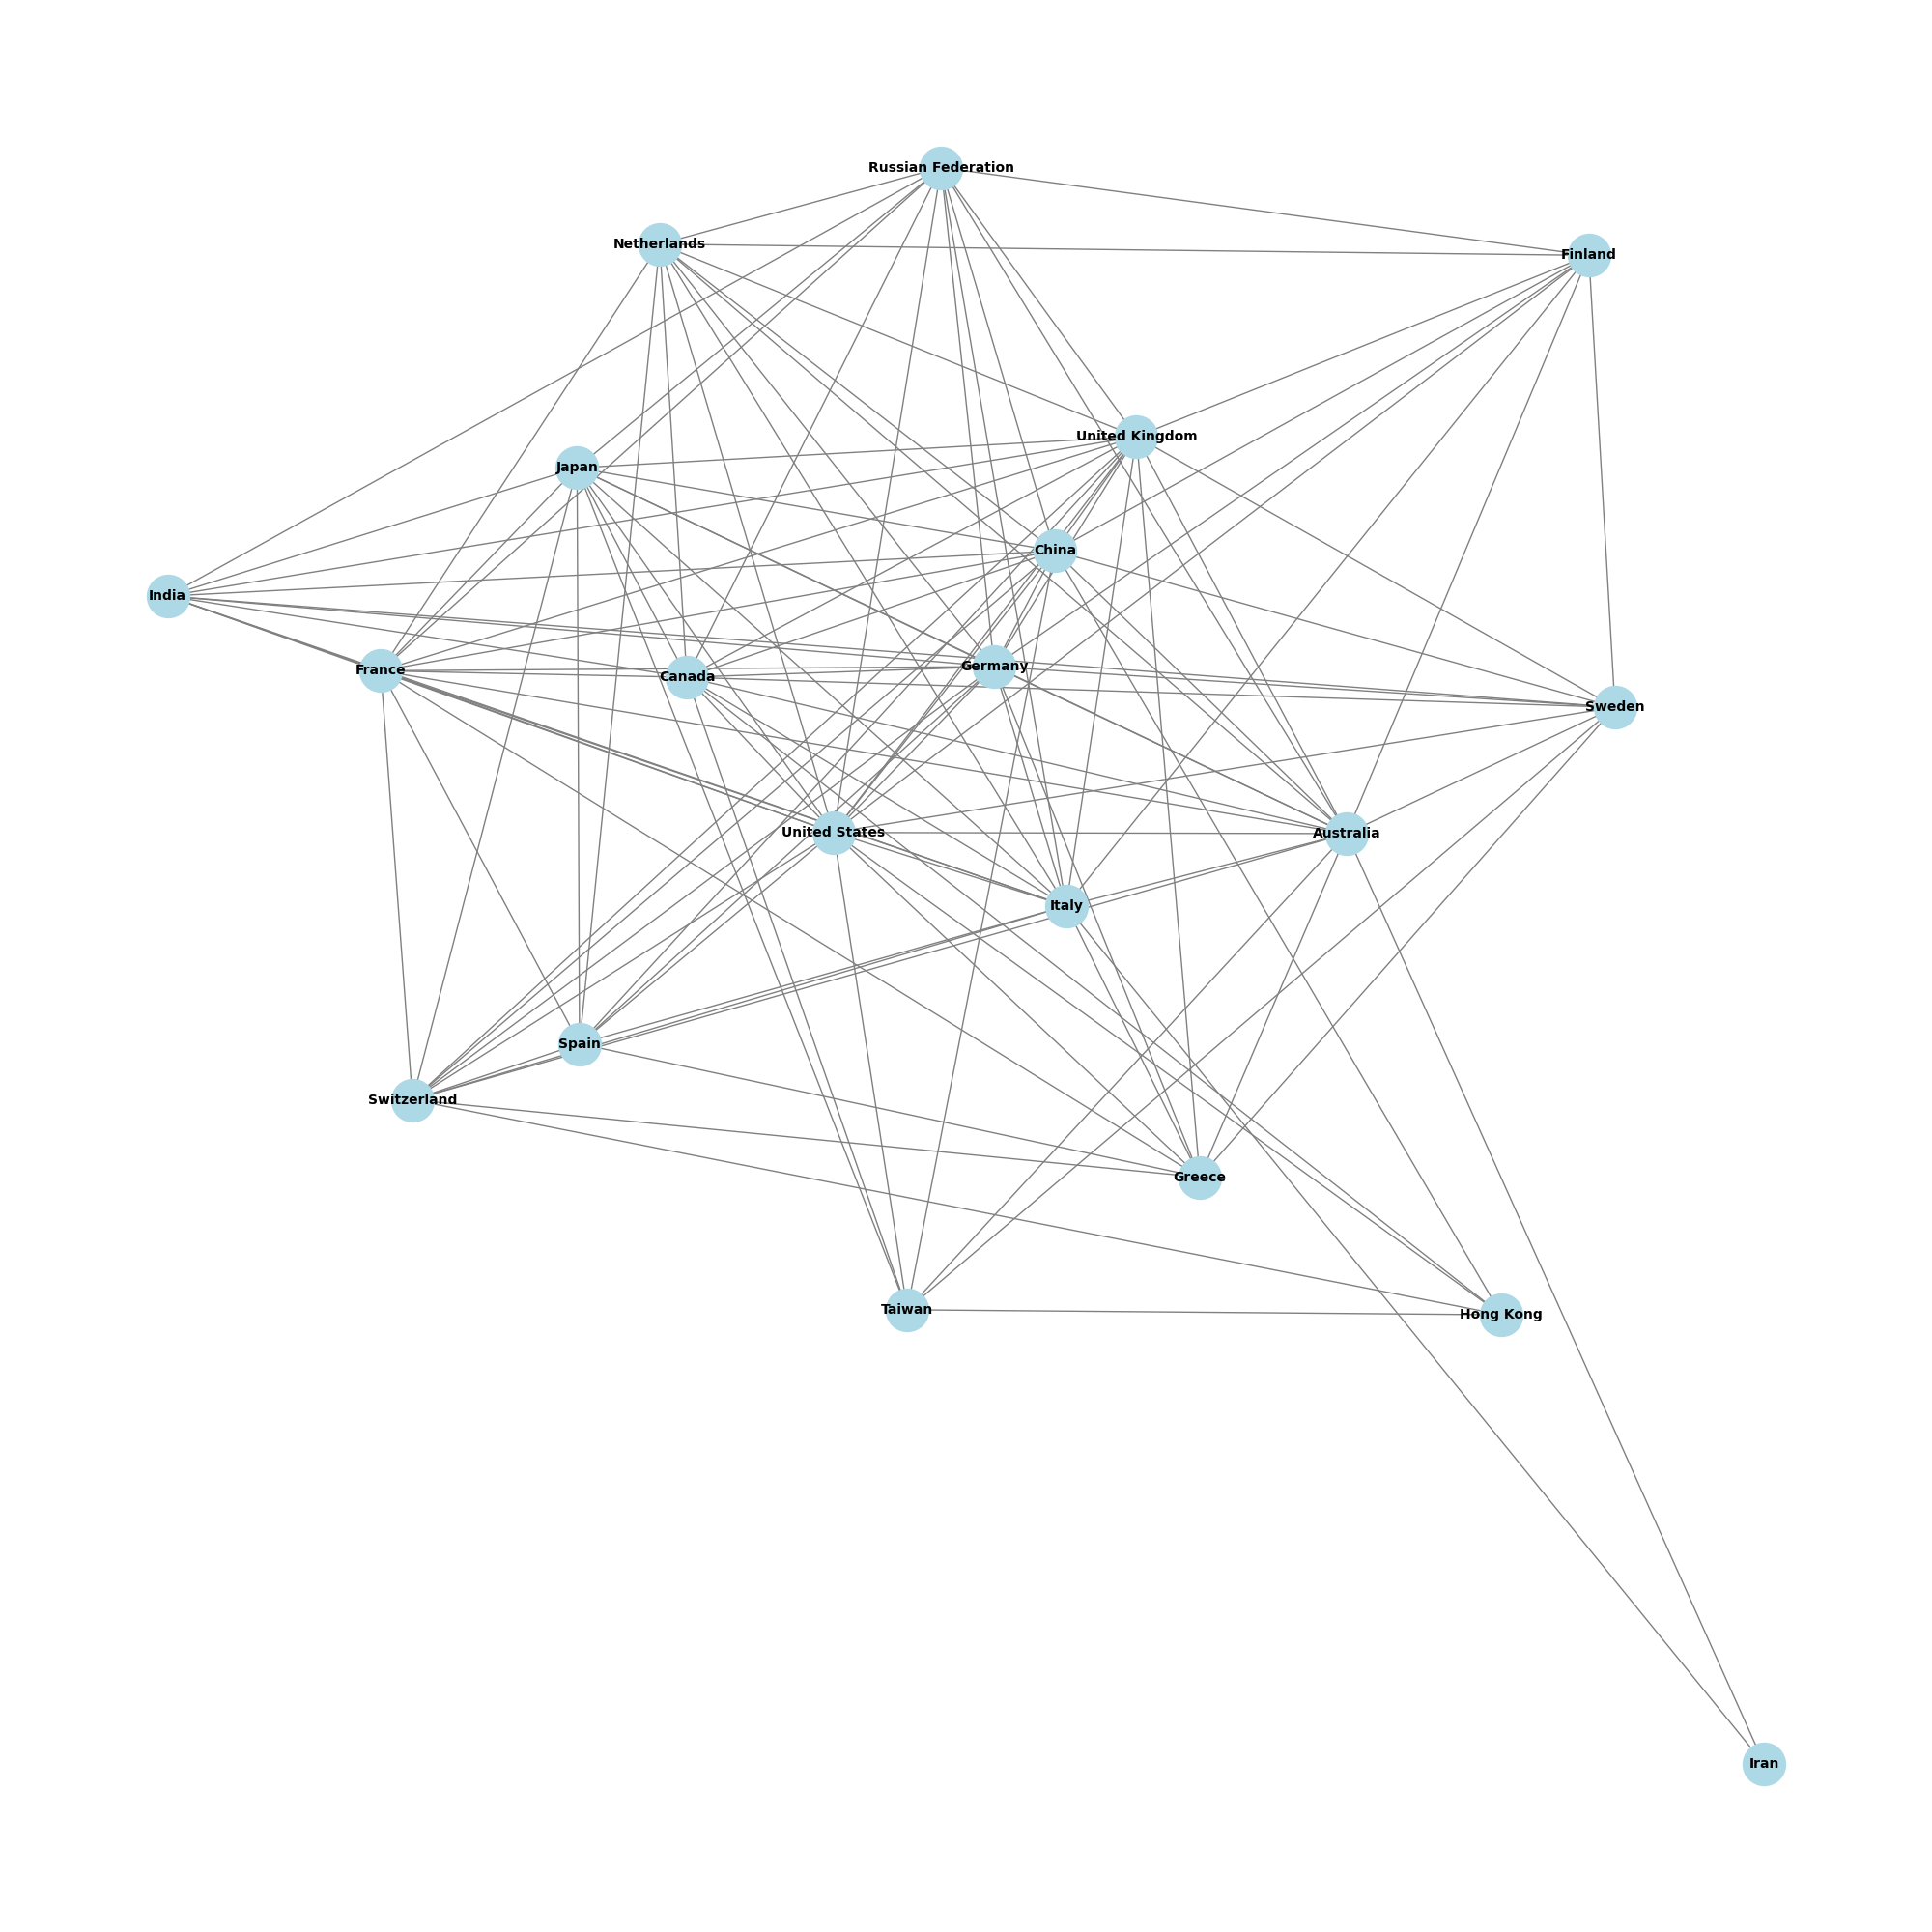 Russian Federation
Netherlands
Finland
United Kingdom
Japan
China
India
Germany
France
Canada
Sweden
United States
Australia
Italy
Spain
Switzerland
Greece
Taiwan
Hong Kong
Iran